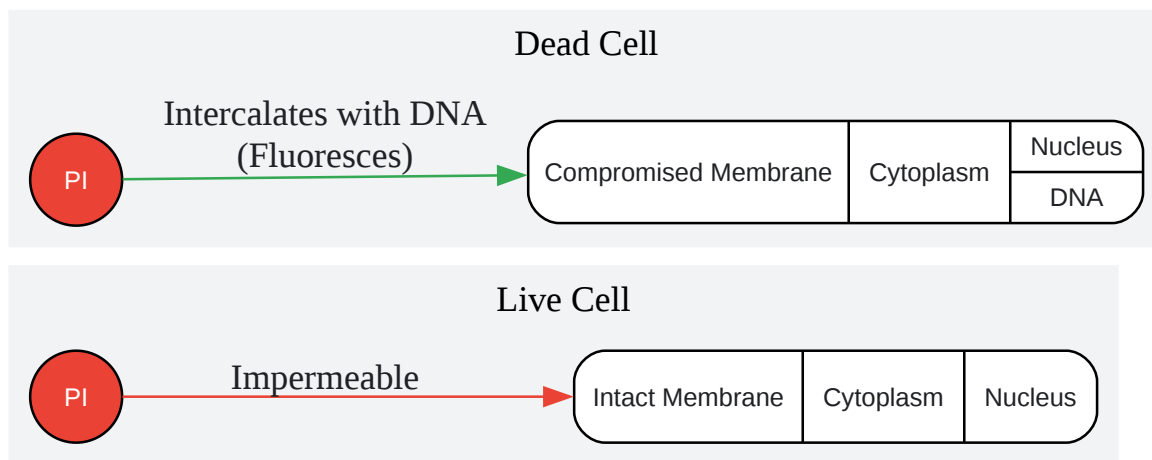 Dead Cell
Intercalates with DNA
(Fluoresces)
PI
Compromised Membrane
Cytoplasm
Nucleus
DNA
Live Cell
PI
Impermeable
Intact Membrane
Cytoplasm
Nucleus